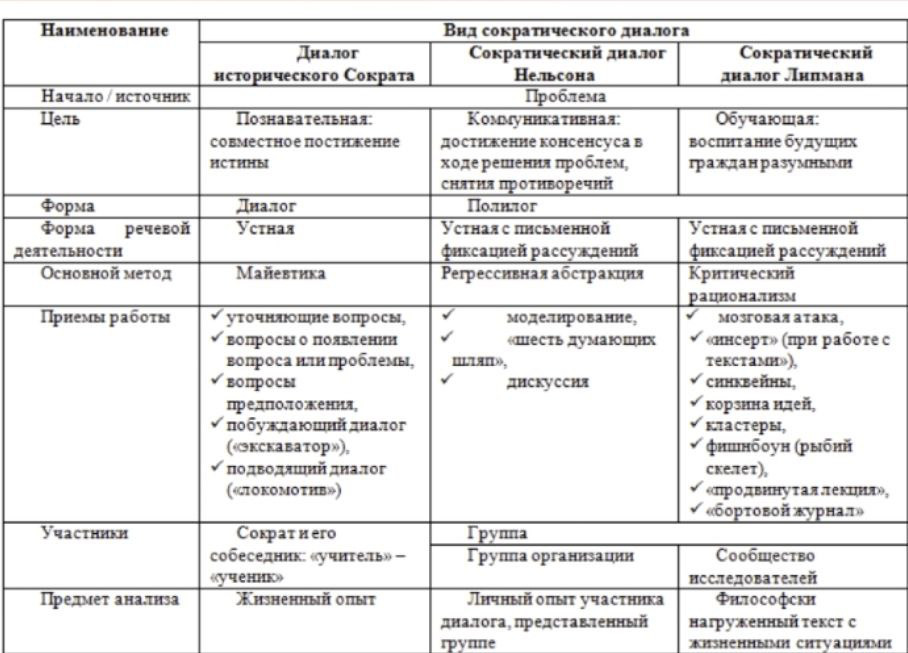 Наименование
Вид сократического диалога
Диалог
исторического Сократа
Сократический диалог
Нельсона
Сократический
диалог Липмана
Начало / источник
Проблема
Цель
Познавательная:
совместное постижение
истины
Коммуникативная:
достижение консенсуса в
ходе решения проблем,
снятия противоречий
Обучающая:
воспитание будущих
граждан разумными
Форма
Диалог
Полилог
Форма речевой
деятельности
Устная
Устная с письменной
фиксацией рассуждений
Устная с письменной
фиксацией рассуждений
Основной метод
Майевтика
Регрессивная абстракция
Критический
рационализм
Приемы работы
✓ уточняющие вопросы,
✓ вопросы о появлении
вопроса или проблемы,
✓ вопросы
предположения,
✓ побуждающий диалог
(«экскаватор»),
✓ подводящий диалог
(«локомотив»)
✓ моделирование,
✓ «шесть думающих
шляп»,
✓ дискуссия
✓ мозговая атака,
✓ «инсерт» (при работе с
текстами»),
✓ синквейны,
✓ корзина идей,
✓ кластеры,
✓ фишнбоун (рыбий
скелет),
✓ «продвинутая лекция»,
✓ «бортовой журнал»
Участники
Сократ и его
собеседник: «учитель» –
«ученик»
Группа
Группа организации
Сообщество
исследователей
Предмет анализа
Жизненный опыт
Личный опыт участника
диалога, представленный
группе
Философски
нагруженный текст с
жизненными ситуациями